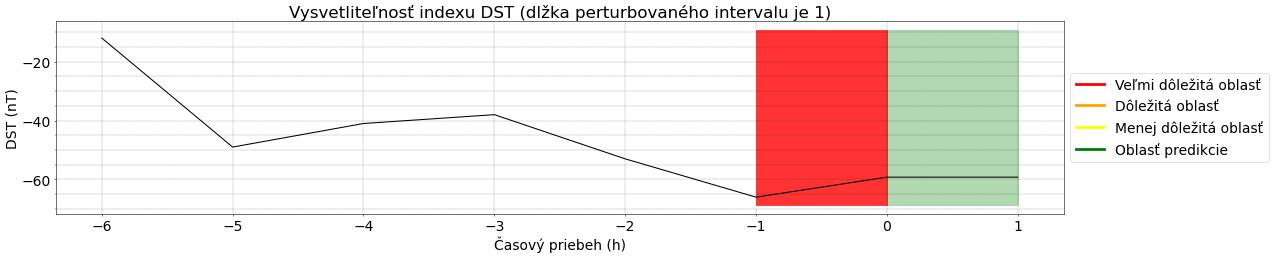 Vysvetliteľnosť indexu DST (dlžka perturbovaného intervalu je 1)
DST (nT)
−20
−40
−60
−6 −5 −4 −3 −2 −1 0 1
Časový priebeh (h)
Veľmi dôležitá oblasť
Dôležitá oblasť
Menej dôležitá oblasť
Oblasť predikcie